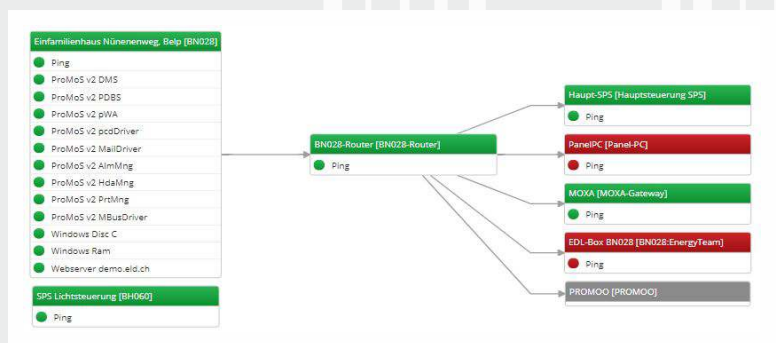 Einfamilienhaus Nünenenweg, Belp [BN028]
Ping
ProMoS v2 DMS
ProMoS v2 PDBS
ProMoS v2 pWA
ProMoS v2 pcdDriver
ProMoS v2 MailDriver
ProMoS v2 AlmMng
ProMoS v2 HdaMng
ProMoS v2 PrtMng
ProMoS v2 MBusDriver
Windows Disc C
Windows Ram
Webserver demo.eld.ch
SPS Lichtsteuerung [BH060]
Ping
BN028-Router [BN028-Router]
Ping
Haupt-SPS [Hauptsteuerung SPS]
Ping
PanelPC [Panel-PC]
Ping
MOXA [MOXA-Gateway]
Ping
EDL-Box BN028 [BN028:EnergyTeam]
Ping
PROMOO [PROMOO]